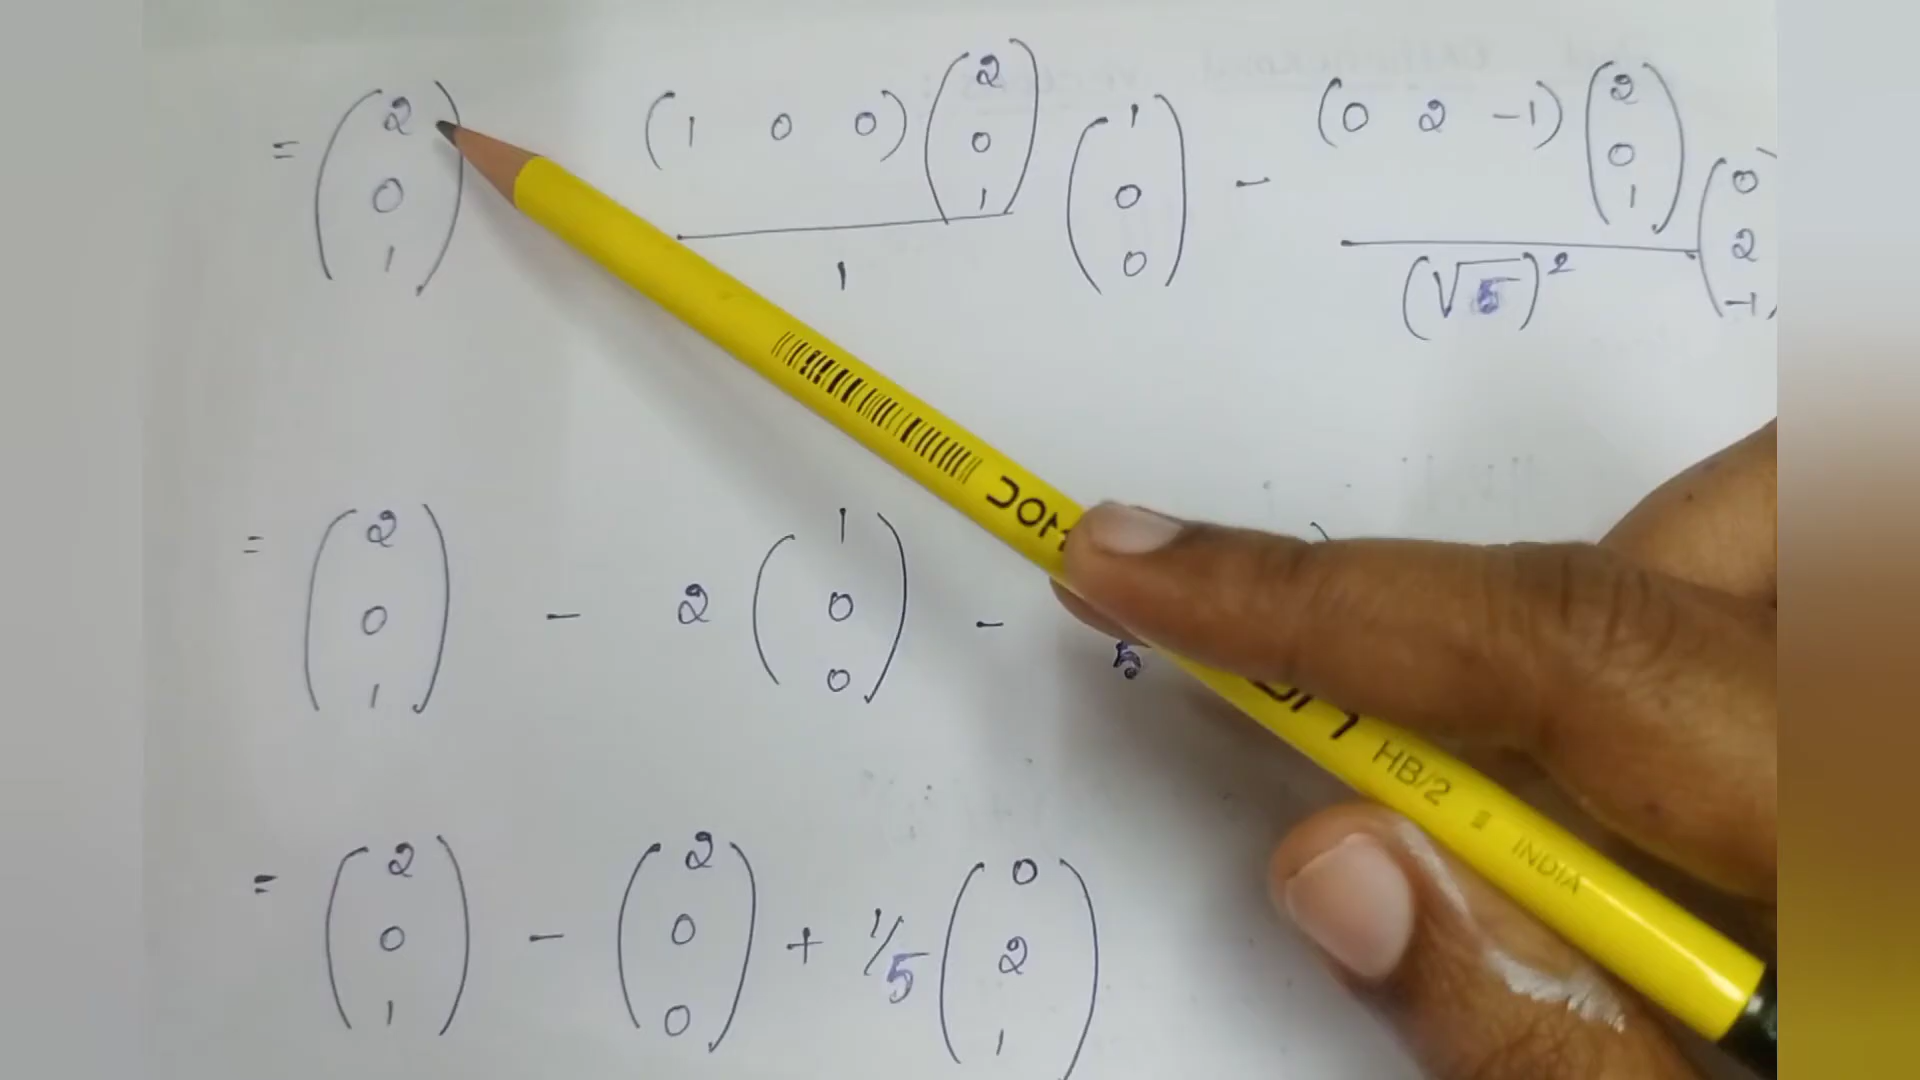 = (2 0 1) (1 0 0) (2 0 1) / 1 (1 0 0) - (0 2 -1) (2 0 1) / (√5)² (0 2 -1)
= (2 0 1) - 2 (1 0 0) - 5
= (2 0 1) - (2 0 0) + 1/5 (0 2 1)
HB/2 INDIA